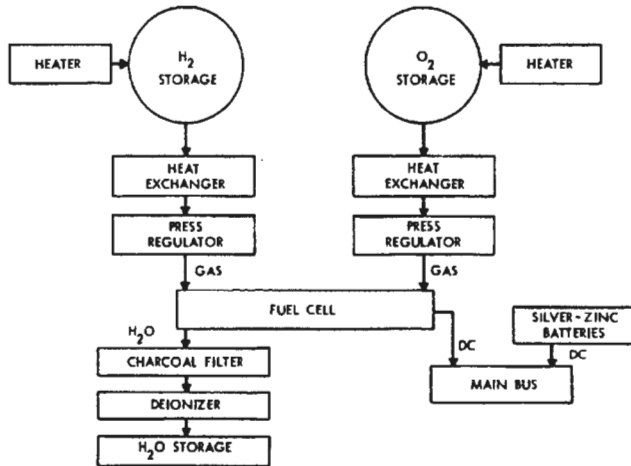 HEATER
H2
STORAGE
O2
STORAGE
HEATER
HEAT
EXCHANGER
HEAT
EXCHANGER
PRESS
REGULATOR
PRESS
REGULATOR
GAS
GAS
FUEL CELL
SILVER-ZINC
BATTERIES
H2O
DC
DC
CHARCOAL FILTER
MAIN BUS
DEIONIZER
H2O STORAGE